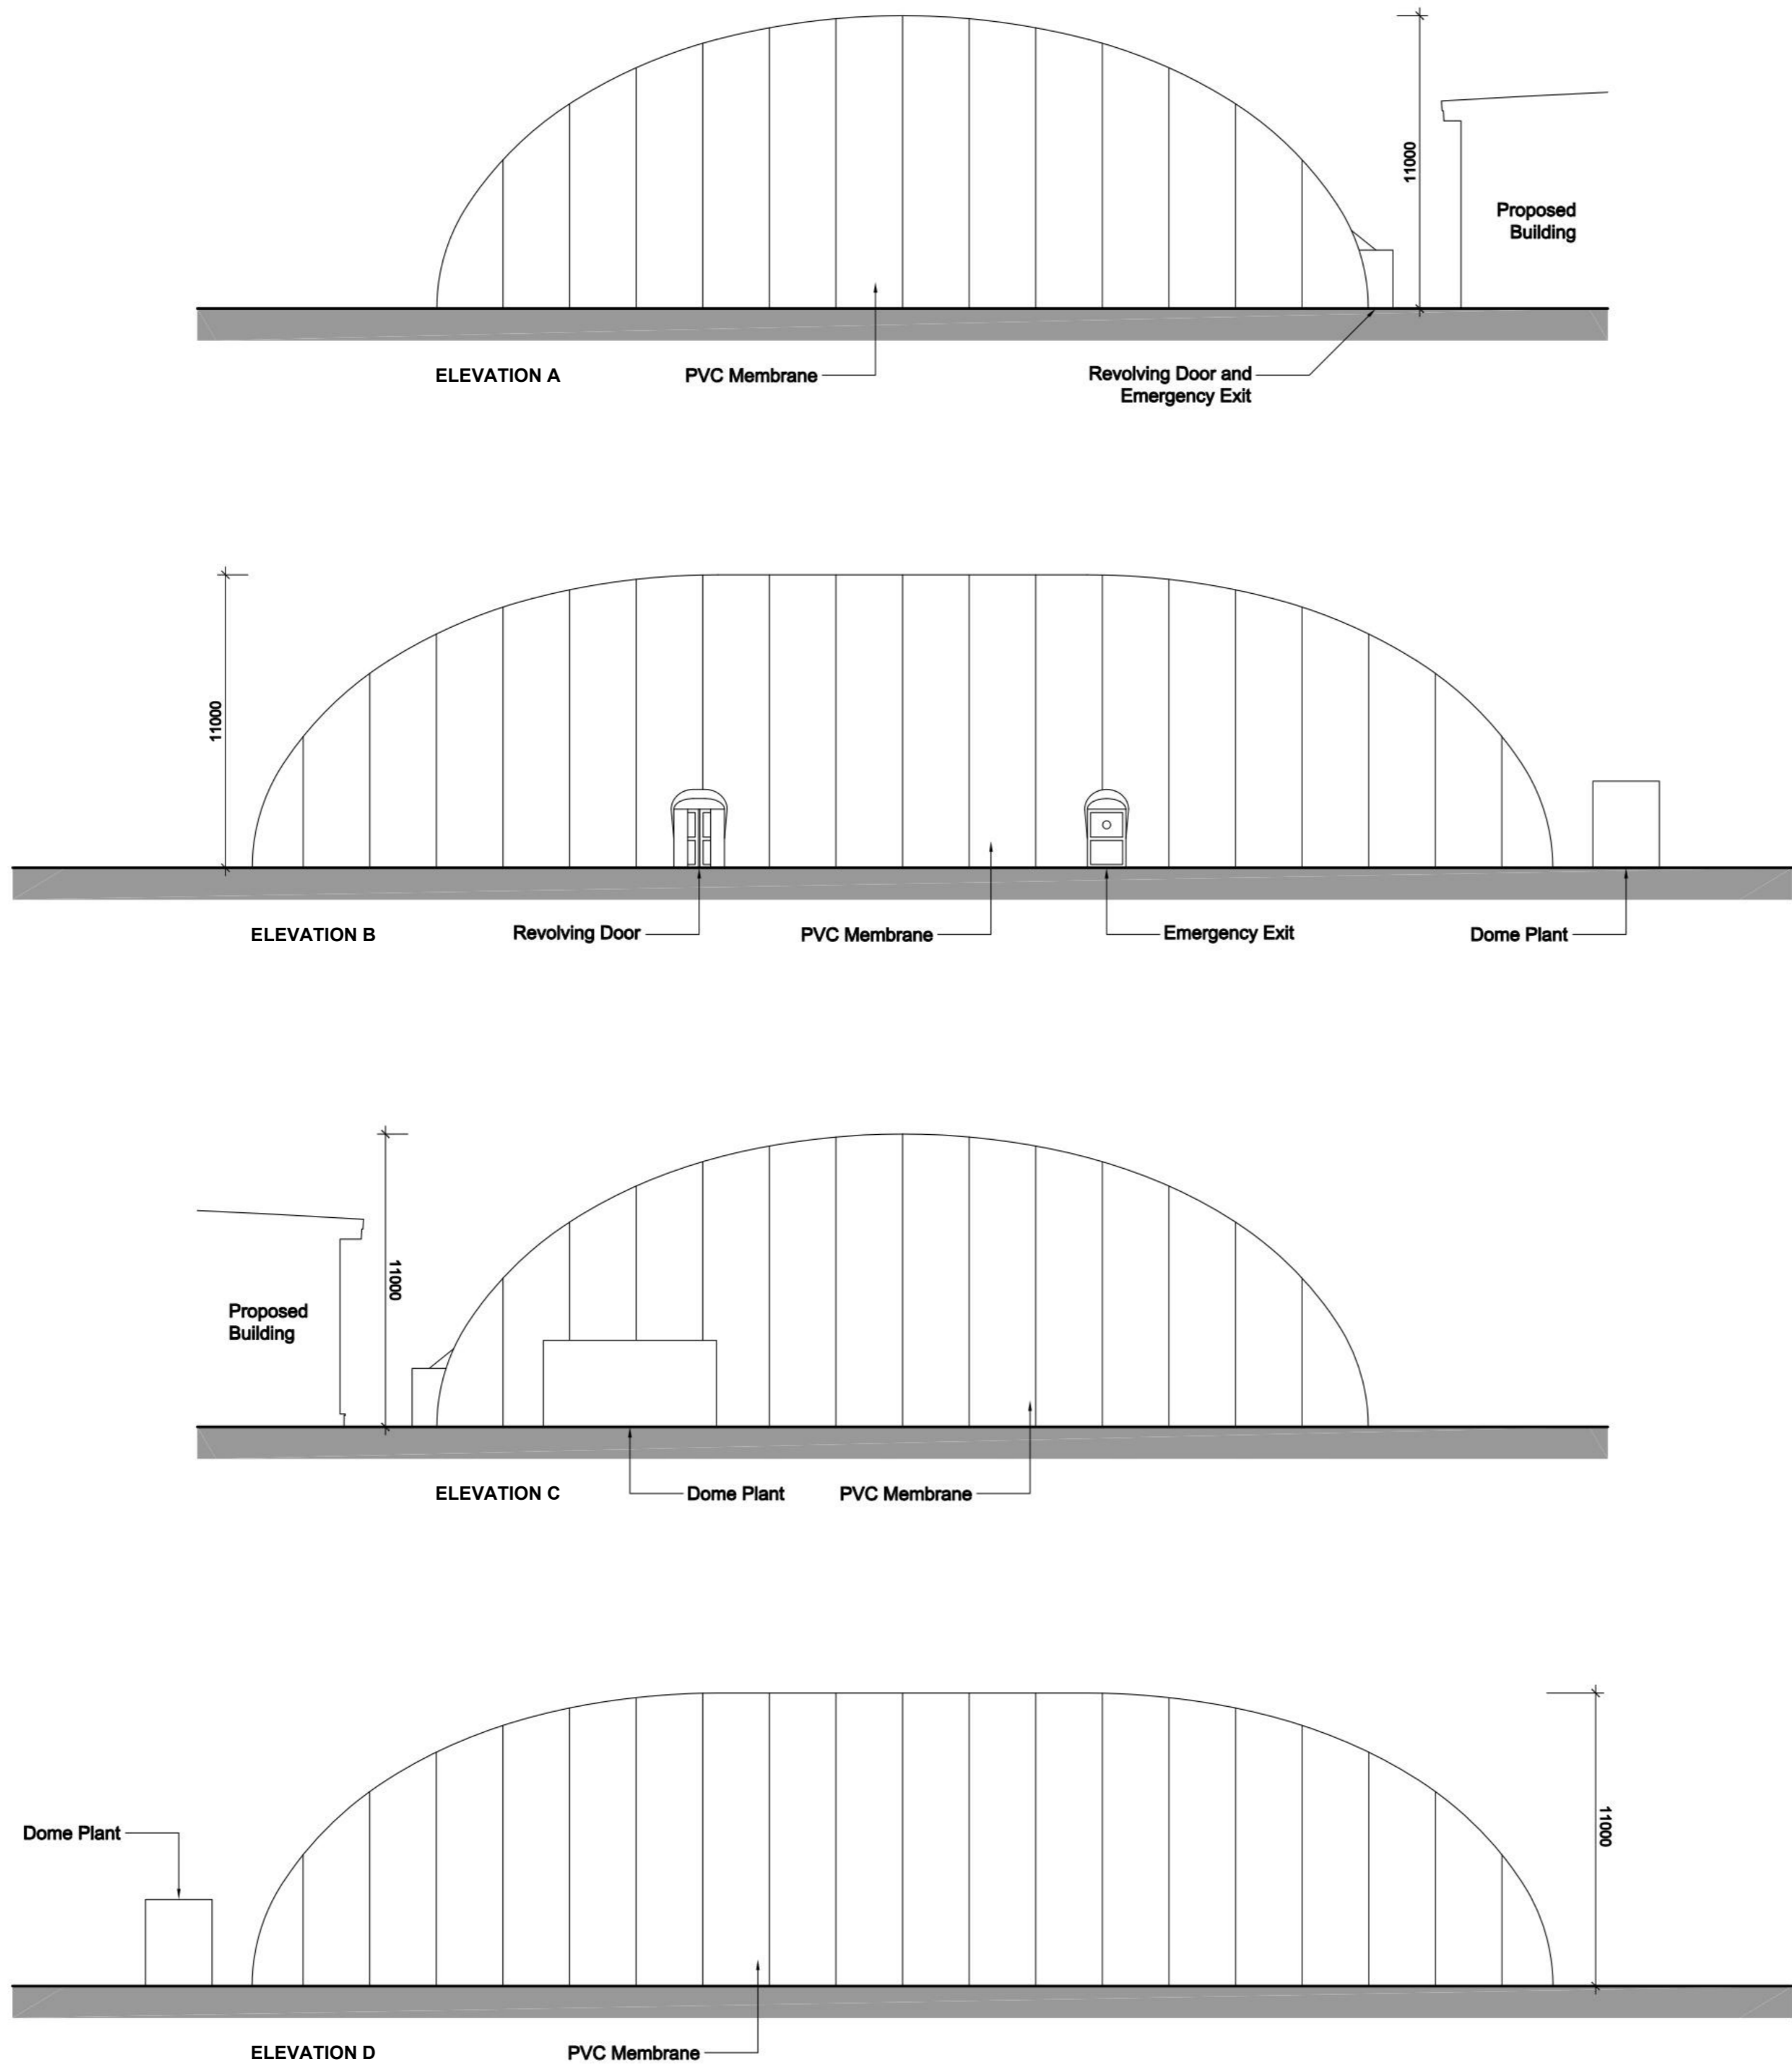 11000
Proposed
Building
ELEVATION A
PVC Membrane
Revolving Door and
Emergency Exit
11000
ELEVATION B
Revolving Door
PVC Membrane
Emergency Exit
Dome Plant
11000
Proposed
Building
ELEVATION C
Dome Plant
PVC Membrane
11000
Dome Plant
ELEVATION D
PVC Membrane